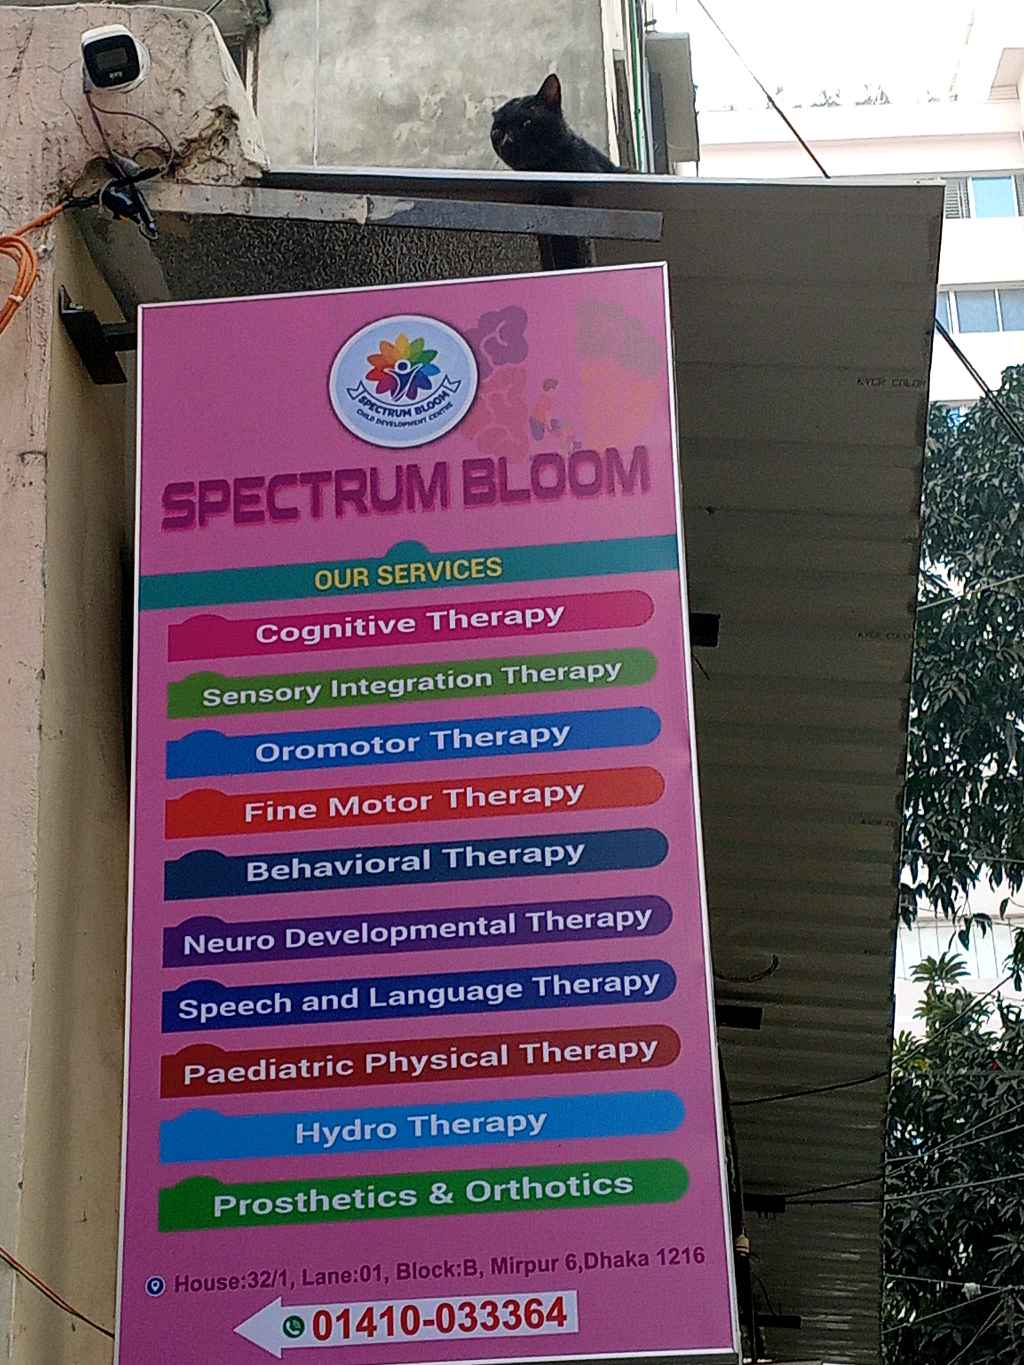 SPECTRUM BLOOM
CHILD DEVELOPMENT CENTRE
SPECTRUM BLOOM
OUR SERVICES
Cognitive Therapy
Sensory Integration Therapy
Oromotor Therapy
Fine Motor Therapy
Behavioral Therapy
Neuro Developmental Therapy
Speech and Language Therapy
Paediatric Physical Therapy
Hydro Therapy
Prosthetics & Orthotics
House:32/1, Lane:01, Block:B, Mirpur 6,Dhaka 1216
01410-033364